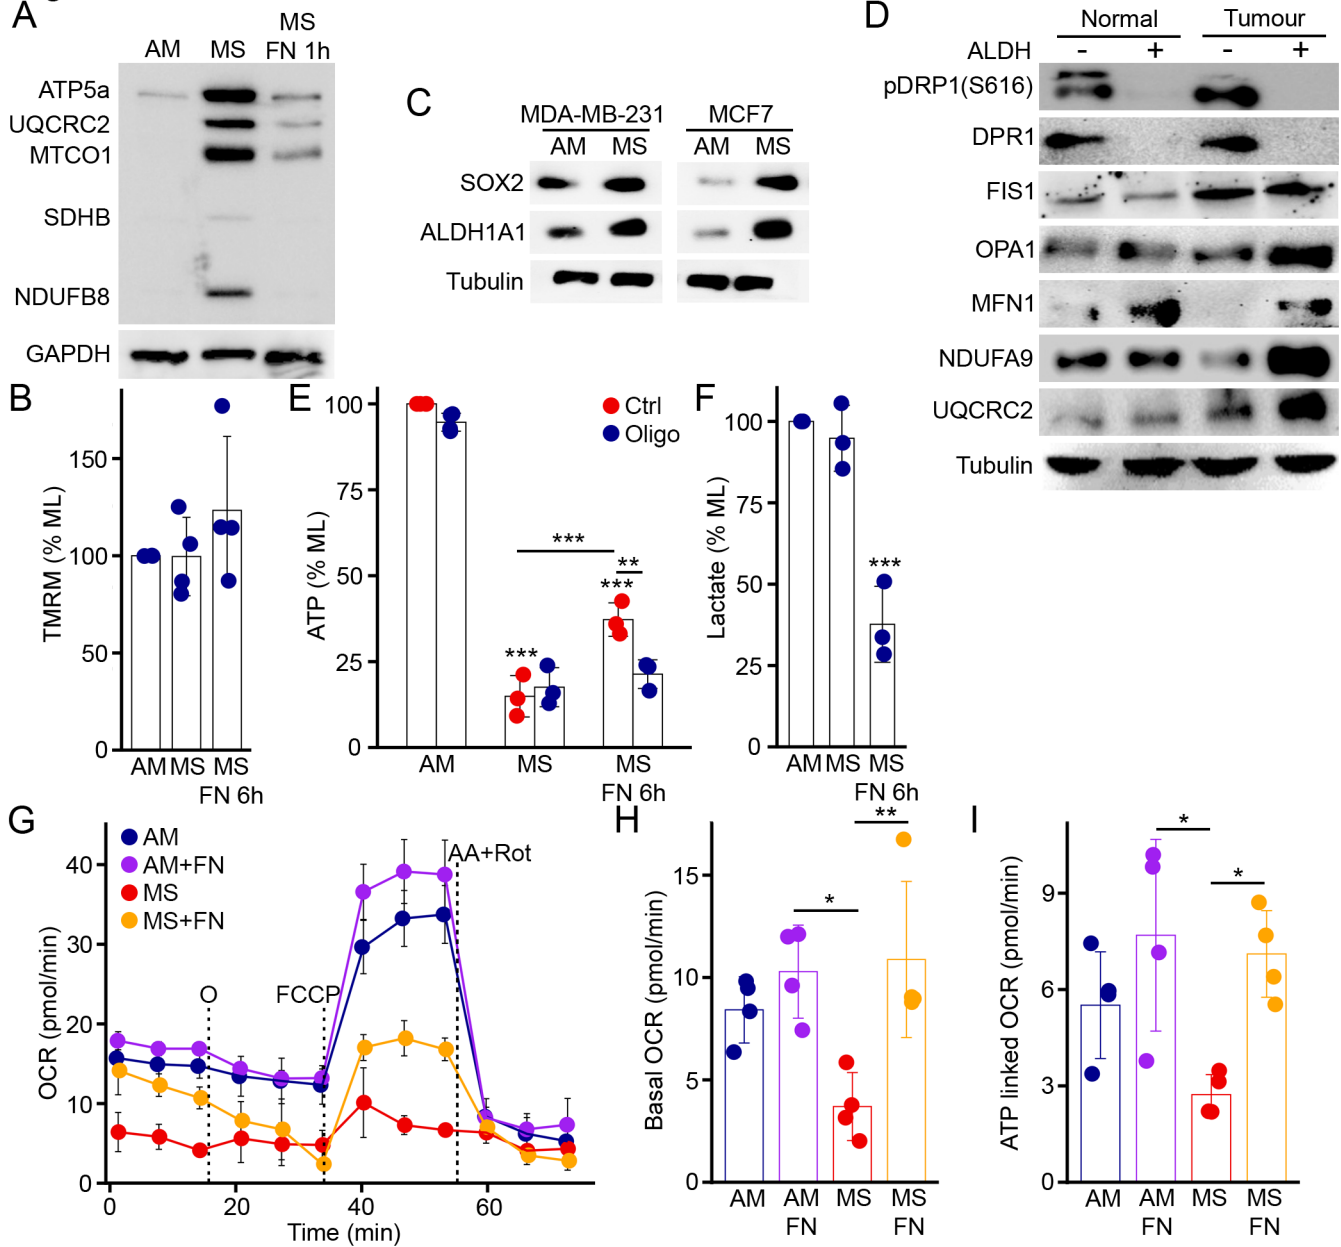 A
AM
MS
MS
FN 1h
ATP5a
UQCRC2
MTCO1
SDHB
NDUFB8
GAPDH
C
MDA-MB-231
MCF7
AM
MS
AM
MS
SOX2
ALDH1A1
Tubulin
D
Normal
Tumour
ALDH
-
+
-
+
pDRP1(S616)
DPR1
FIS1
OPA1
MFN1
NDUFA9
UQCRC2
Tubulin
B
TMRM (% ML)
150
100
50
0
AM
MS
MS
FN 6h
E
ATP (% ML)
100
75
50
25
0
Ctrl
Oligo
***
***
***
**
AM
MS
MS
FN 6h
F
Lactate (% ML)
100
75
50
25
0
***
AM
MS
MS
FN 6h
G
AM
AM+FN
MS
MS+FN
OCR (pmol/min)
40
30
20
10
0
O
FCCP
AA+Rot
0
20
40
60
Time (min)
H
Basal OCR (pmol/min)
15
10
5
0
*
**
AM
AM
FN
MS
MS
FN
I
ATP linked OCR (pmol/min)
9
6
3
0
*
*
AM
AM
FN
MS
MS
FN